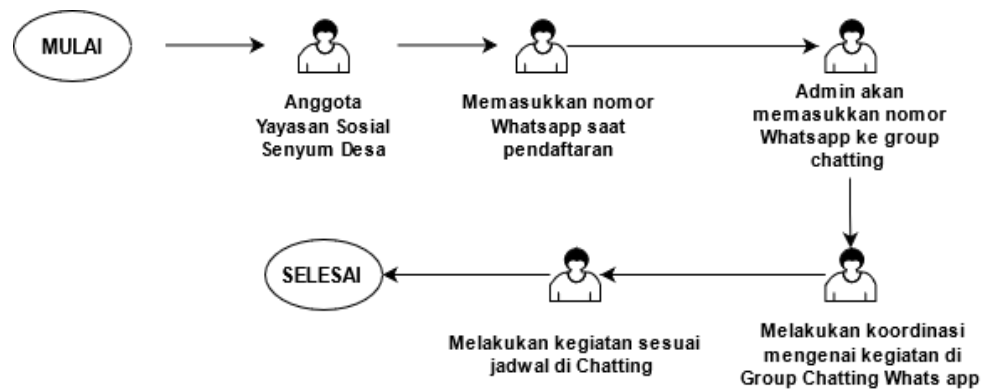 MULAI
Anggota
Yayasan Sosial
Senyum Desa
Memasukkan nomor
Whatsapp saat
pendaftaran
Admin akan
memasukkan nomor
Whatsapp ke group
chatting
Melakukan koordinasi
mengenai kegiatan di
Group Chatting Whats app
Melakukan kegiatan sesuai
jadwal di Chatting
SELESAI